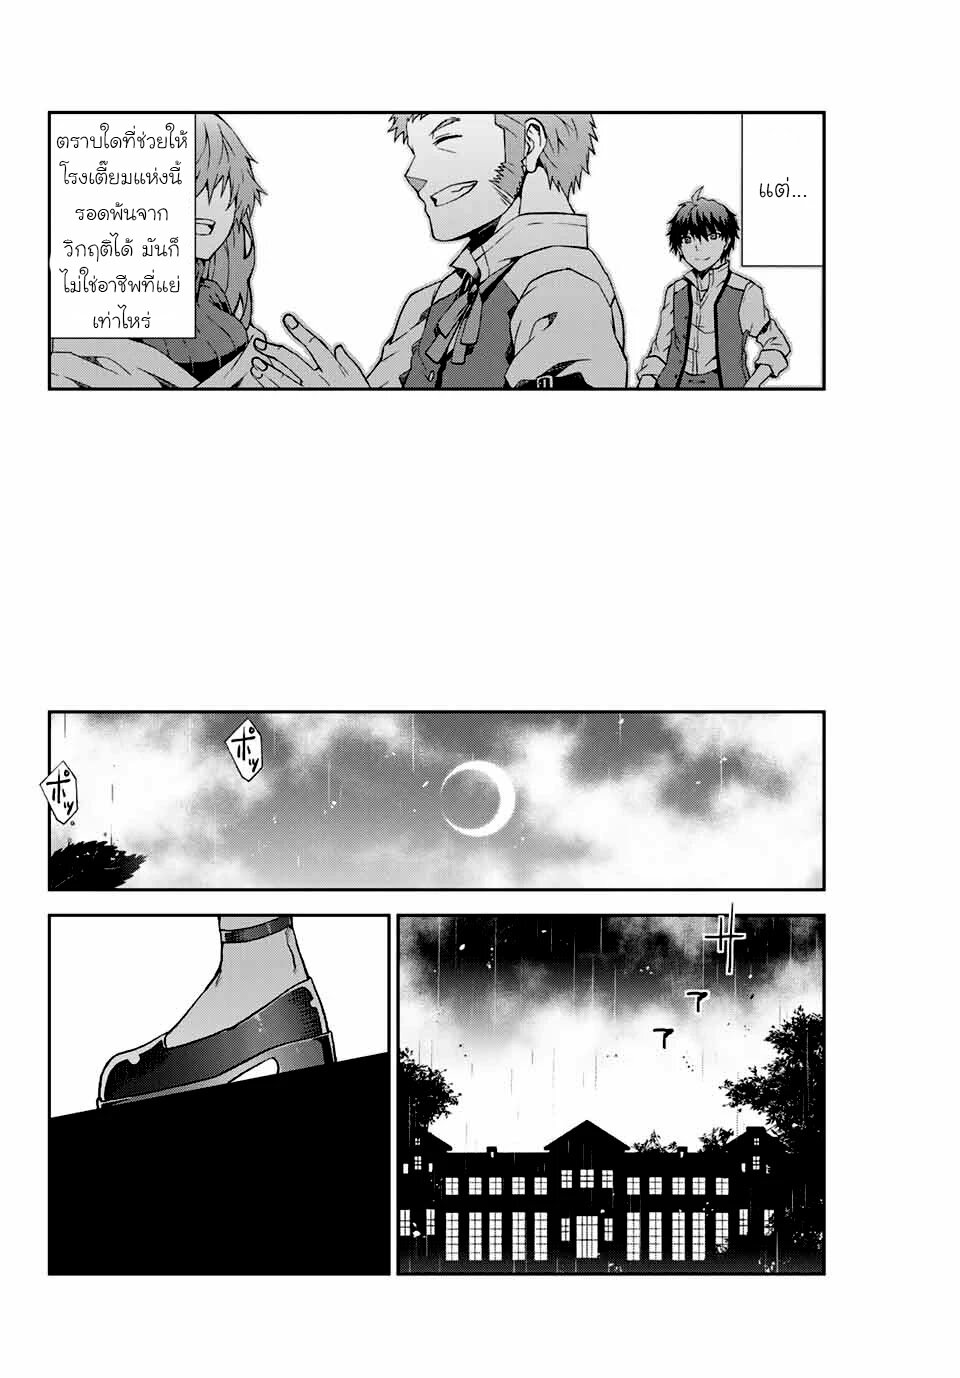 แต่...
ตราบใดที่ช่วยให้
โรงเตี๊ยมแห่งนี้
รอดพ้นจาก
วิกฤติได้ มันก็
ไม่ใช่อาชีพที่แย่
เท่าไหร่
ポッ
ポッ。
サアア